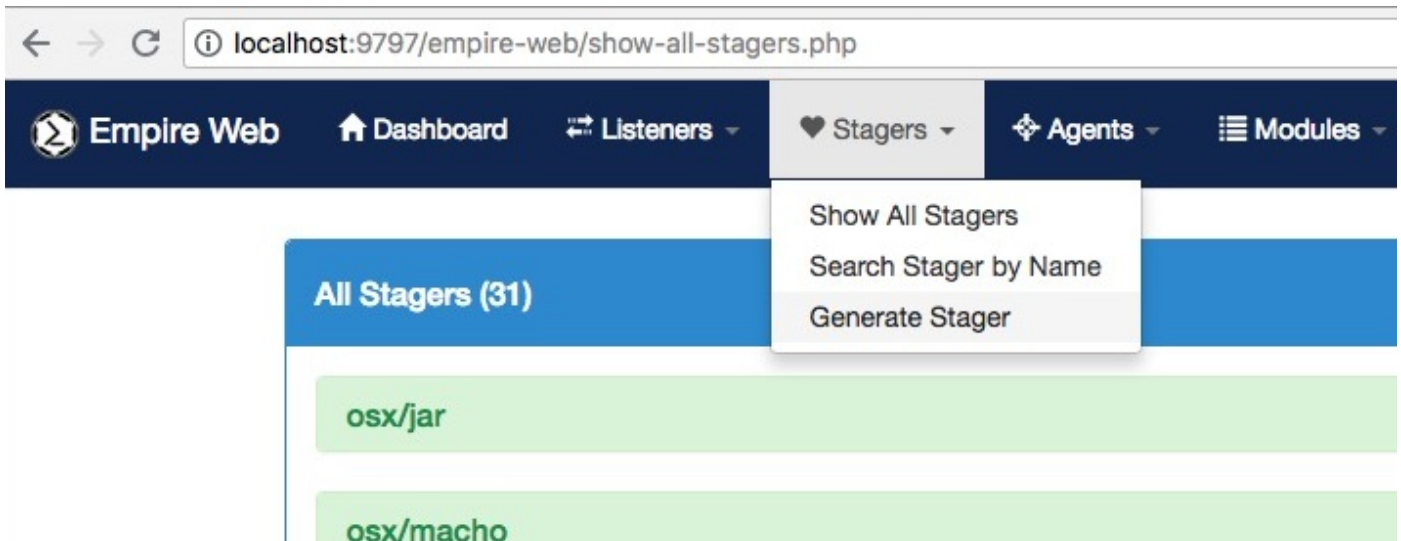 localhost:9797/empire-web/show-all-stagers.php
Empire Web Dashboard Listeners Stagers Agents Modules
Show All Stagers
Search Stager by Name
Generate Stager
All Stagers (31)
osx/jar
osx/macho